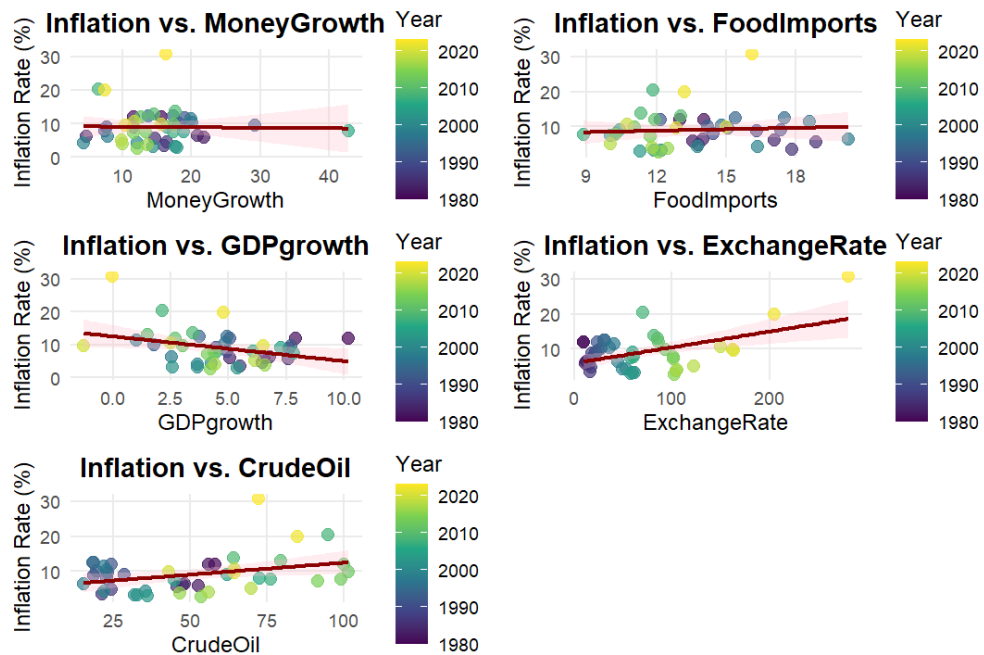 Inflation vs. MoneyGrowth
Inflation Rate (%)
30
20
10
0
10 20 30 40
MoneyGrowth
Year
2020
2010
2000
1990
1980
Inflation vs. FoodImports
Inflation Rate (%)
30
20
10
9 12 15 18
FoodImports
Year
2020
2010
2000
1990
1980
Inflation vs. GDPgrowth
Inflation Rate (%)
30
20
10
0
0.0 2.5 5.0 7.5 10.0
GDPgrowth
Year
2020
2010
2000
1990
1980
Inflation vs. ExchangeRate
Inflation Rate (%)
30
20
10
0 100 200
ExchangeRate
Year
2020
2010
2000
1990
1980
Inflation vs. CrudeOil
Inflation Rate (%)
30
20
10
25 50 75 100
CrudeOil
Year
2020
2010
2000
1990
1980